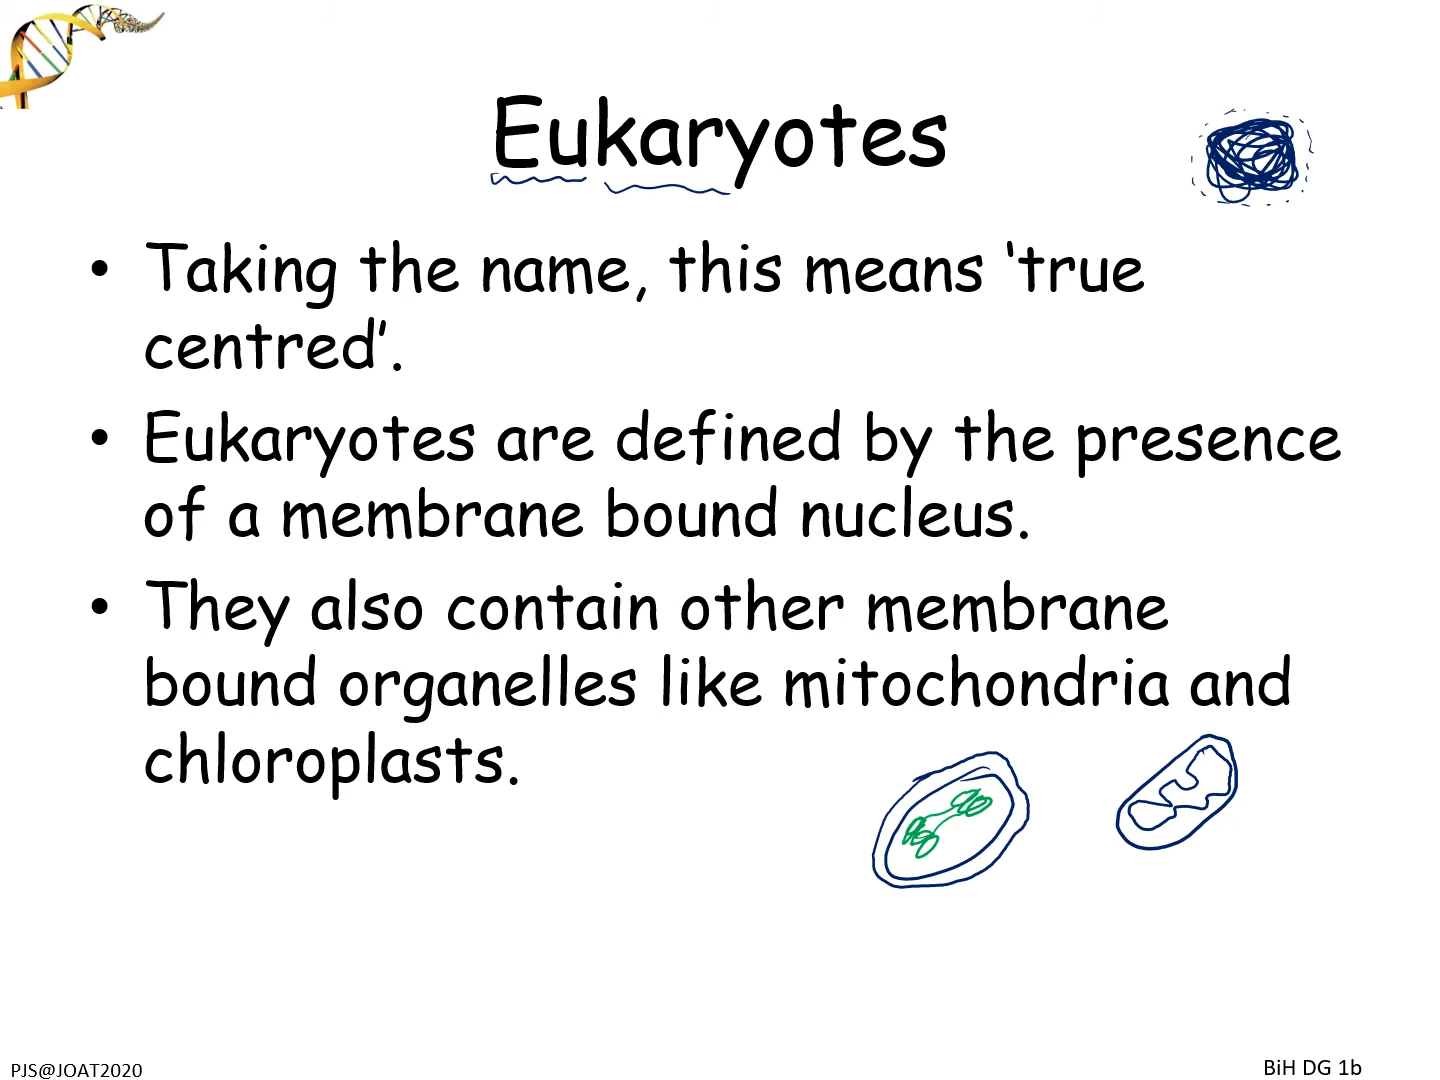 Eukaryotes
• Taking the name, this means ‘true
centred’.
• Eukaryotes are defined by the presence
of a membrane bound nucleus.
• They also contain other membrane
bound organelles like mitochondria and
chloroplasts.
PJS@JOAT2020
BiH DG 1b